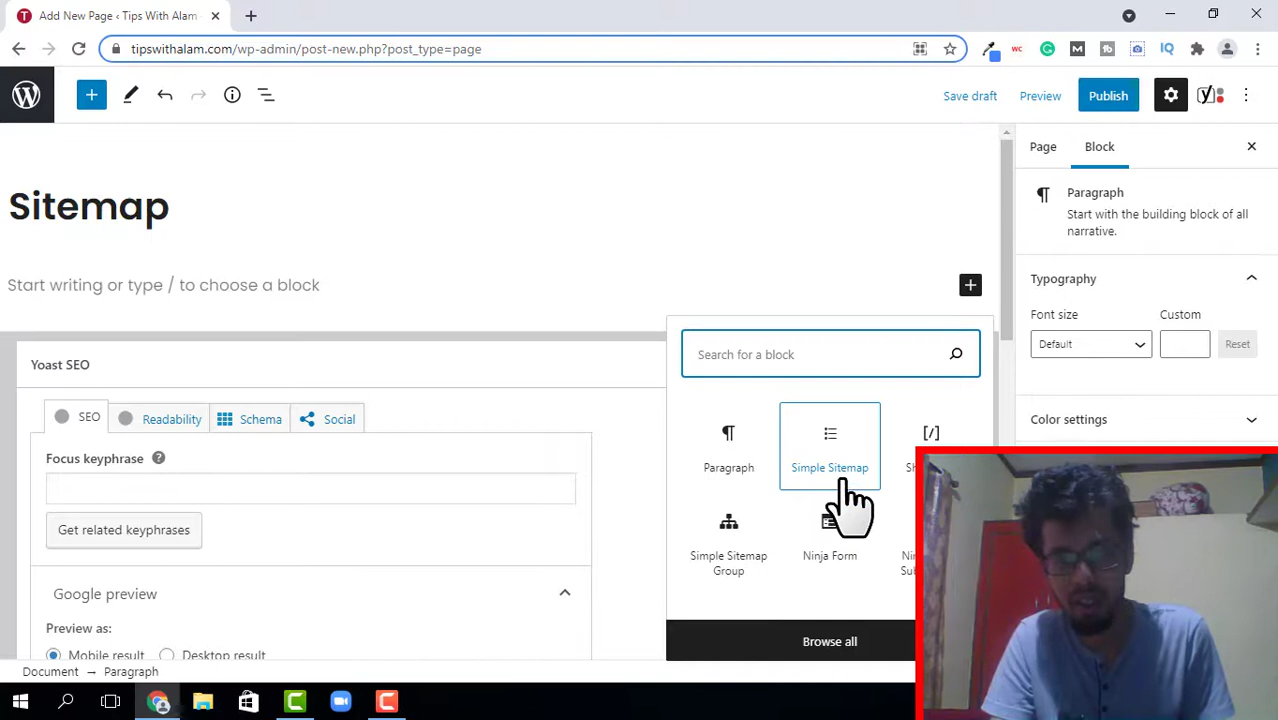 Add New Page ‹ Tips With Alam -
tipswithalam.com/wp-admin/post-new.php?post_type=page
Save draft
Preview
Publish
Sitemap
Start writing or type / to choose a block
Page
Block
Paragraph
Start with the building block of all
narrative.
Typography
Font size
Custom
Default
Reset
Color settings
Search for a block
Paragraph
Simple Sitemap
Simple Sitemap
Group
Ninja Form
Browse all
Yoast SEO
SEO
Readability
Schema
Social
Focus keyphrase
Get related keyphrases
Google preview
Preview as:
Mobile result
Desktop result
Document → Paragraph